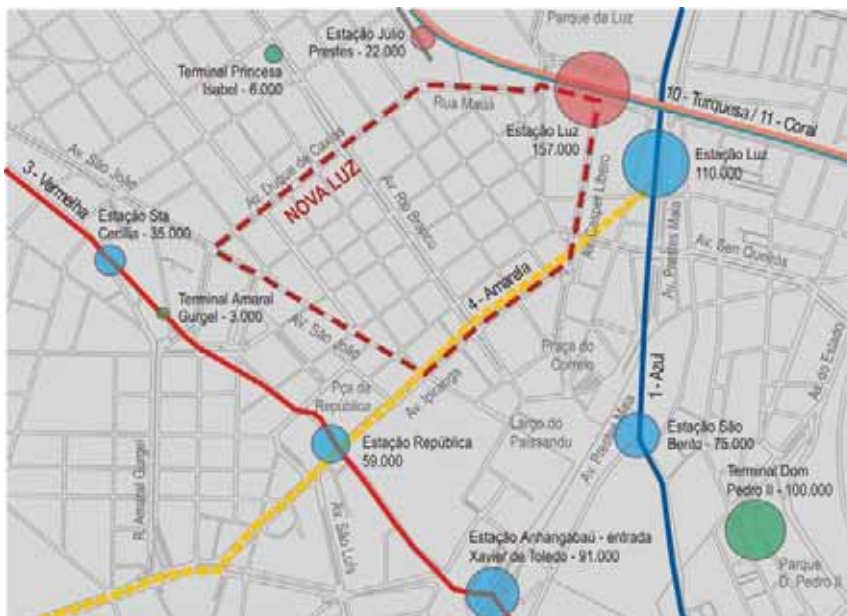 Parque da Luz
Estação Júlio
Prestes - 22.000
Terminal Princesa
Isabel - 6.000
Rua Mauá
10 - Turquesa / 11 - Coral
Estação Luz
157.000
Estação Luz
110.000
Av. Duque de Caxias
NOVA LUZ
Av. São João
3 - Vermelha
Av. Rio Branco
Av. Casper Líbero
Av. Prestes Maia
Av. Sen Queirós
Estação Sta
Cecília - 35.000
Terminal Amaral
Gurgel - 3.000
4 - Amarela
Av. São João
Av. Ipiranga
Praça do
Correio
1 - Azul
Av. do Estado
Pça da
República
Largo do
Paissandu
Av. Prestes Maia
Estação República
59.000
Estação São
Bento - 75.000
R. Amaral Gurgel
Av. São Luís
Terminal Dom
Pedro II - 100.000
Estação Anhangabaú - entrada
Xavier de Toledo - 91.000
Parque
D. Pedro II